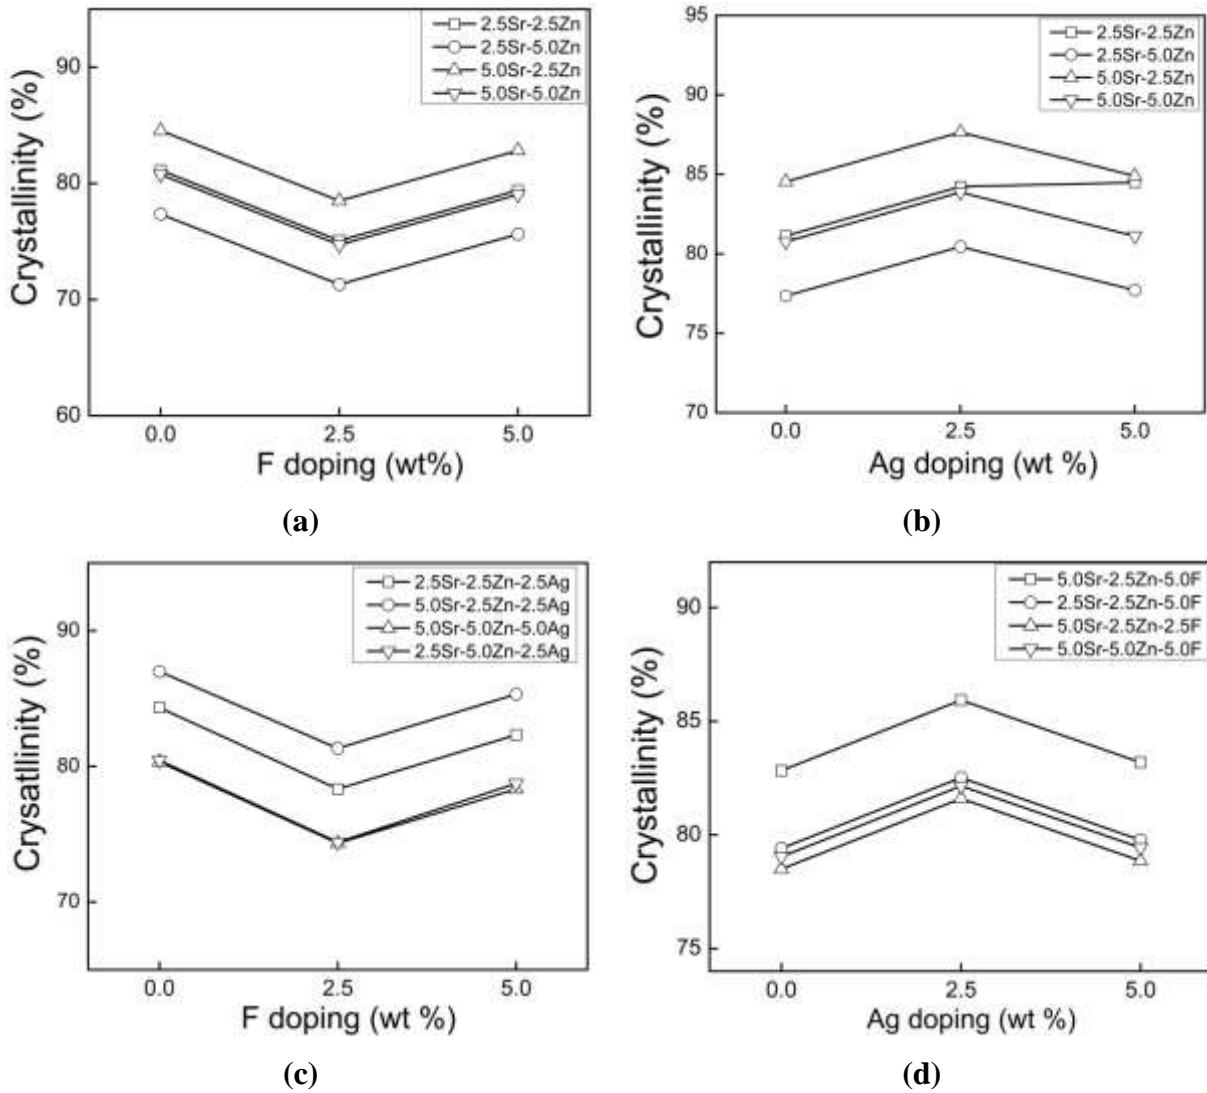 2.5Sr-2.5Zn
2.5Sr-5.0Zn
5.0Sr-2.5Zn
5.0Sr-5.0Zn
90
80
70
60
Crystallinity (%)
0.0 2.5 5.0
F doping (wt%)
(a)
2.5Sr-2.5Zn
2.5Sr-5.0Zn
5.0Sr-2.5Zn
5.0Sr-5.0Zn
95
90
85
80
75
70
Crystallinity (%)
0.0 2.5 5.0
Ag doping (wt %)
(b)
2.5Sr-2.5Zn-2.5Ag
5.0Sr-2.5Zn-2.5Ag
5.0Sr-5.0Zn-5.0Ag
2.5Sr-5.0Zn-2.5Ag
90
80
70
Crysatllinity (%)
0.0 2.5 5.0
F doping (wt %)
(c)
5.0Sr-2.5Zn-5.0F
2.5Sr-2.5Zn-5.0F
5.0Sr-2.5Zn-2.5F
5.0Sr-5.0Zn-5.0F
90
85
80
75
Crystallinity (%)
0.0 2.5 5.0
Ag doping (wt %)
(d)